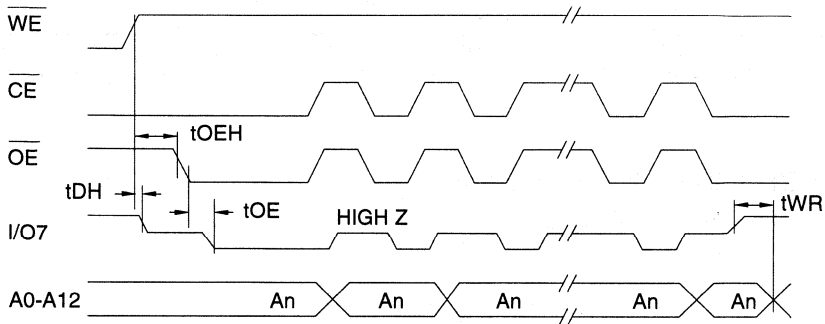 WE
CE
tOEH
OE
tDH
tOE
HIGH Z
tWR
I/O7
A0-A12 An An An An An